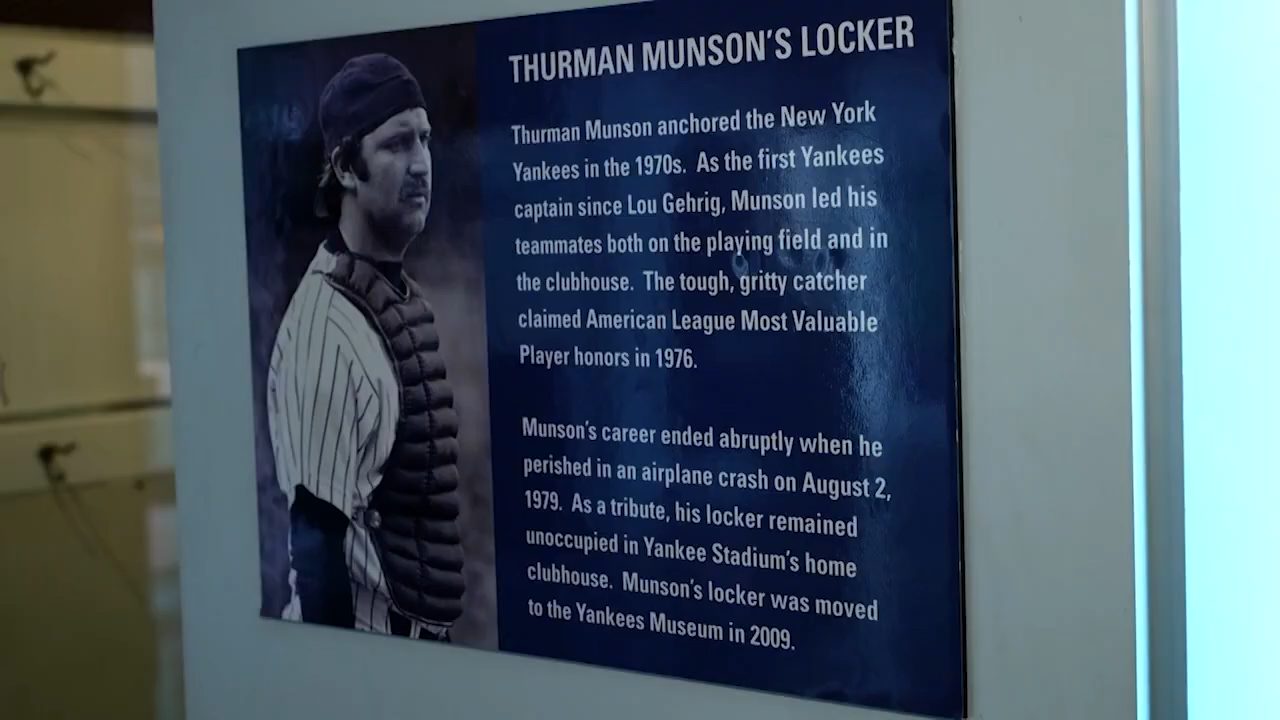 THURMAN MUNSON'S LOCKER
Thurman Munson anchored the New York
Yankees in the 1970s. As the first Yankees
captain since Lou Gehrig, Munson led his
teammates both on the playing field and in
the clubhouse. The tough, gritty catcher
claimed American League Most Valuable
Player honors in 1976.
Munson's career ended abruptly when he
perished in an airplane crash on August 2,
1979. As a tribute, his locker remained
unoccupied in Yankee Stadium's home
clubhouse. Munson's locker was moved
to the Yankees Museum in 2009.